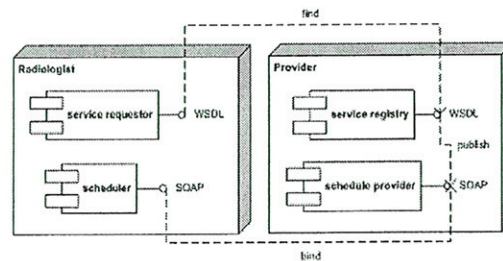 find
Radiologist
service requestor
WSDL
scheduler
SOAP
Provider
service registry
WSDL
publish
schedule provider
SOAP
bind